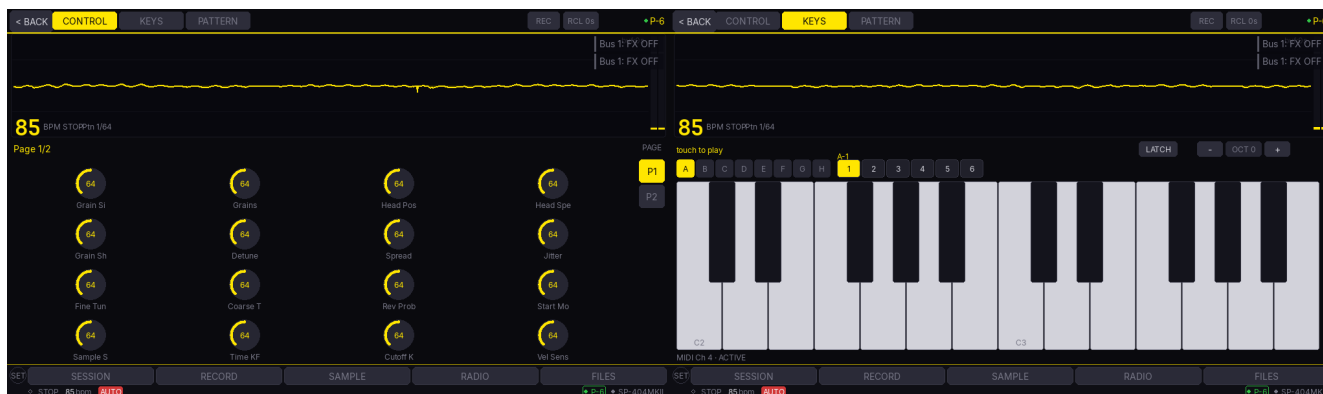 < BACK CONTROL KEYS PATTERN REC RCL 0s P-6
Bus 1: FX OFF
Bus 1: FX OFF
85 BPM STOP Ptn 1/64 --
Page 1/2 PAGE
P1
P2
64 64 64 64
Grain Si Grains Head Pos Head Spe
64 64 64 64
Grain Sh Detune Spread Jitter
64 64 64 64
Fine Tun Coarse T Rev Prob Start Mo
64 64 64 64
Sample S Time KF Cutoff K Vel Sens
SET SESSION RECORD SAMPLE RADIO FILES
STOP 85 bpm AUTO P-6 SP-404MKII
< BACK CONTROL KEYS PATTERN REC RCL 0s P-6
Bus 1: FX OFF
Bus 1: FX OFF
85 BPM STOP Ptn 1/64
touch to play LATCH - OCT 0 +
A-1
A B C D E F G H 1 2 3 4 5 6
C2 C3
MIDI Ch 4 - ACTIVE
SET SESSION RECORD SAMPLE RADIO FILES
STOP 85 bpm AUTO P-6 SP-404MK